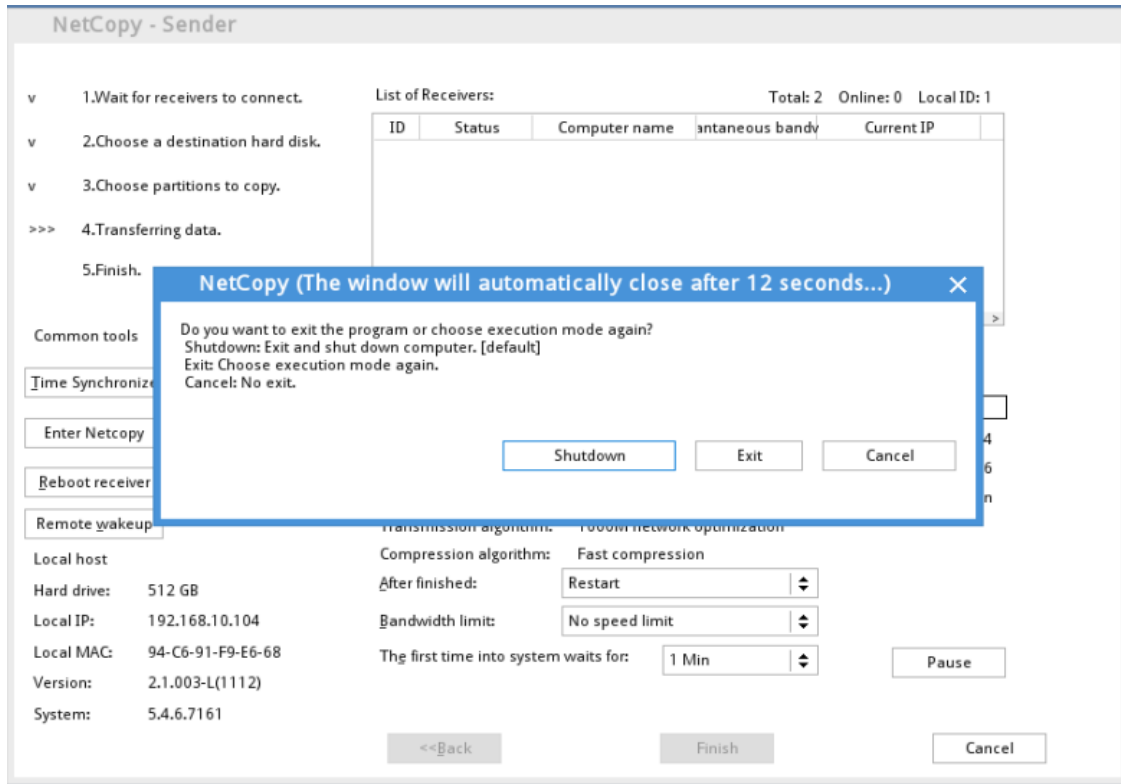 NetCopy - Sender
v 1.Wait for receivers to connect.
v 2.Choose a destination hard disk.
v 3.Choose partitions to copy.
>>> 4.Transferring data.
5.Finish.
List of Receivers: Total: 2 Online: 0 Local ID: 1
ID Status Computer name antaneous bandv Current IP
>
NetCopy (The window will automatically close after 12 seconds...)
Do you want to exit the program or choose execution mode again?
Shutdown: Exit and shut down computer. [default]
Exit: Choose execution mode again.
Cancel: No exit.
Shutdown Exit Cancel
Common tools
Time Synchronize
Enter Netcopy
Reboot receiver
Remote wakeup
4
6
n
Transmission algorithm: 1000M network optimization
Compression algorithm: Fast compression
After finished: Restart
Bandwidth limit: No speed limit
The first time into system waits for: 1 Min
Pause
Local host
Hard drive: 512 GB
Local IP: 192.168.10.104
Local MAC: 94-C6-91-F9-E6-68
Version: 2.1.003-L(1112)
System: 5.4.6.7161
<<Back Finish Cancel